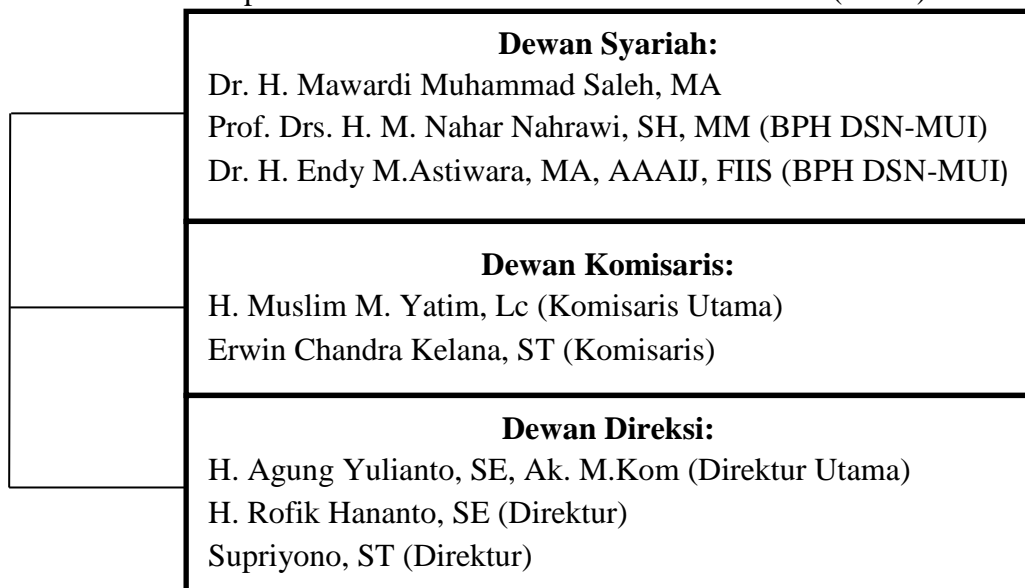 Dewan Syariah:
Dr. H. Mawardi Muhammad Saleh, MA
Prof. Drs. H. M. Nahar Nahrawi, SH, MM (BPH DSN-MUI)
Dr. H. Endy M.Astiwara, MA, AAAIJ, FIIS (BPH DSN-MUI)
Dewan Komisaris:
H. Muslim M. Yatim, Lc (Komisaris Utama)
Erwin Chandra Kelana, ST (Komisaris)
Dewan Direksi:
H. Agung Yulianto, SE, Ak. M.Kom (Direktur Utama)
H. Rofik Hananto, SE (Direktur)
Supriyono, ST (Direktur)